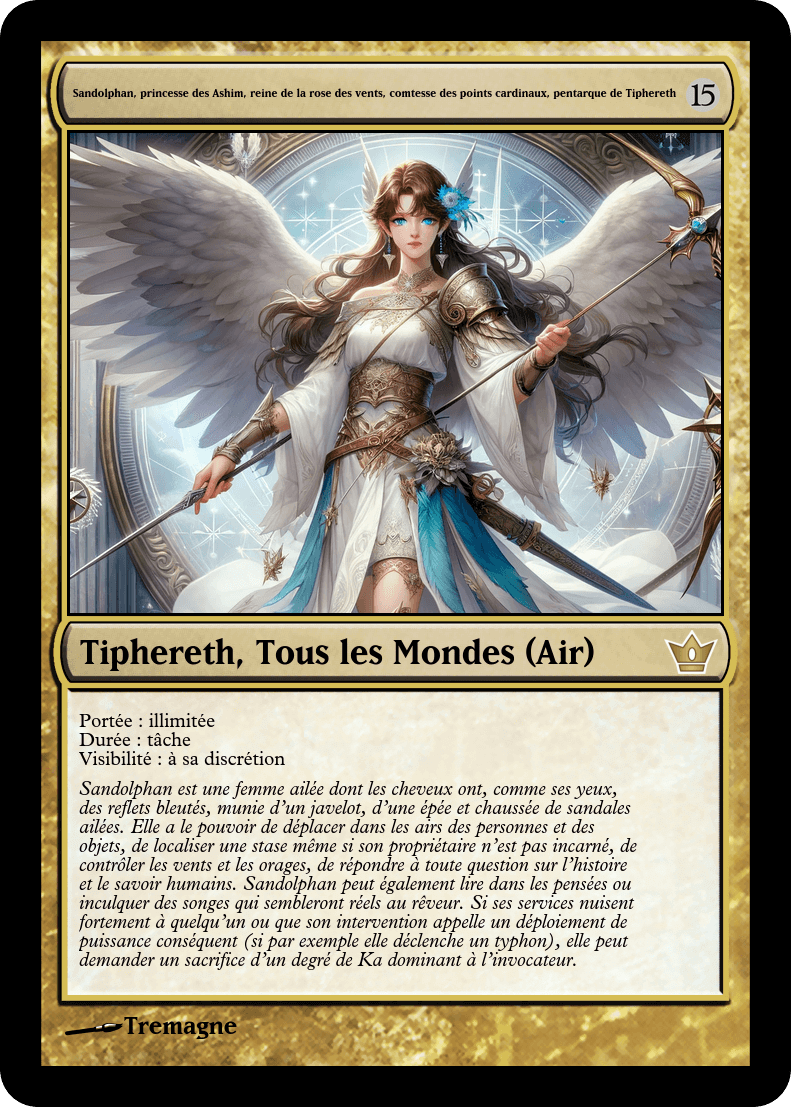 Sandolphan, princesse des Ashim, reine de la rose des vents, comtesse des points cardinaux, pentarque de Tiphereth
15
Tiphereth, Tous les Mondes (Air)
Portée : illimitée
Durée : tâche
Visibilité : à sa discrétion
Sandolphan est une femme ailée dont les cheveux ont, comme ses yeux,
des reflets bleutés, munie d'un javelot, d'une épée et chaussée de sandales
ailées. Elle a le pouvoir de déplacer dans les airs des personnes et des
objets, de localiser une stase même si son propriétaire n'est pas incarné, de
contrôler les vents et les orages, de répondre à toute question sur l'histoire
et le savoir humains. Sandolphan peut également lire dans les pensées ou
inculquer des songes qui sembleront réels au rêveur. Si ses services nuisent
fortement à quelqu'un ou que son intervention appelle un déploiement de
puissance conséquent (si par exemple elle déclenche un typhon), elle peut
demander un sacrifice d'un degré de Ka dominant à l'invocateur.
Tremagne